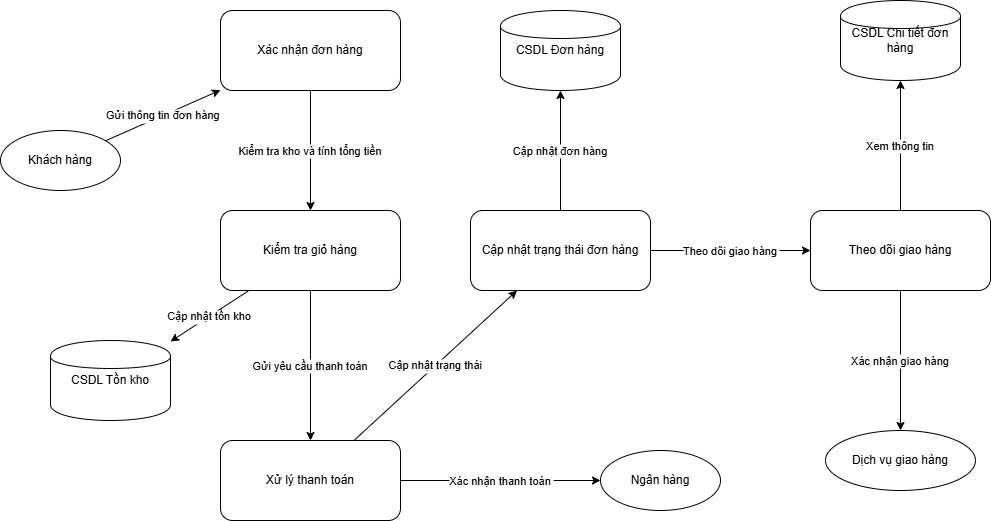 Xác nhận đơn hàng
CSDL Đơn hàng
CSDL Chi tiết đơn
hàng
Gửi thông tin đơn hàng
Khách hàng
Kiểm tra kho và tính tổng tiền
Cập nhật đơn hàng
Xem thông tin
Kiểm tra giỏ hàng
Cập nhật trạng thái đơn hàng
Theo dõi giao hàng
Theo dõi giao hàng
Cập nhật tồn kho
CSDL Tồn kho
Gửi yêu cầu thanh toán
Cập nhật trạng thái
Xác nhận giao hàng
Xử lý thanh toán
Xác nhận thanh toán
Ngân hàng
Dịch vụ giao hàng